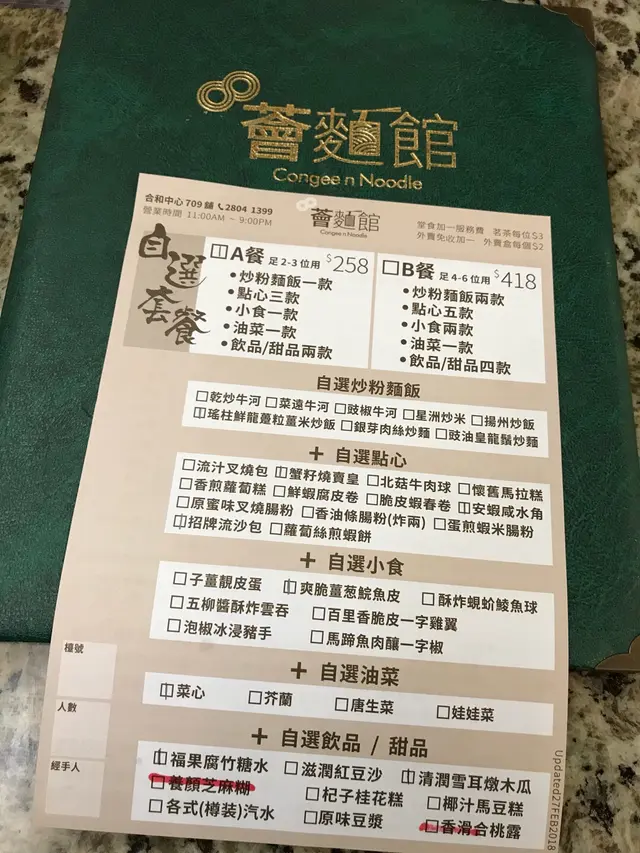 薈麵館
Congee n Noodle
合和中心 709 舖 2804 1399
營業時間 11:00AM ~ 9:00PM
薈麵館
Congee n Noodle
堂食加一服務費 茗茶每位$3
外賣免收加一 外賣盒每個$2
自選套餐
A餐 足2-3位用 $258
•炒粉麵飯一款
•點心三款
•小食一款
•油菜一款
•飲品/甜品兩款
B餐 足4-6位用 $418
•炒粉麵飯兩款
•點心五款
•小食兩款
•油菜一款
•飲品/甜品四款
自選炒粉麵飯
□乾炒牛河 □菜遠牛河 □豉椒牛河 □星洲炒米 □揚州炒飯
□瑤柱鮮龍躉粒薑米炒飯 □銀芽肉絲炒麵 □豉油皇龍鬚炒麵
+ 自選點心
□流汁叉燒包 □蟹籽燒賣皇 □北菇牛肉球 □懷舊馬拉糕
□香煎蘿蔔糕 □鮮蝦腐皮卷 □脆皮蝦春卷 □安蝦咸水角
□原蜜味叉燒腸粉 □香油條腸粉(炸兩) □蛋煎蝦米腸粉
□招牌流沙包 □蘿蔔絲煎蝦餅
+ 自選小食
□子薑靚皮蛋 □爽脆薑葱鯇魚皮 □酥炸蜆蚧鯪魚球
□五柳醬酥炸雲吞 □百里香脆皮一字雞翼
□泡椒冰浸豬手 □馬蹄魚肉釀一字椒
+ 自選油菜
□菜心 □芥蘭 □唐生菜 □娃娃菜
+ 自選飲品 / 甜品
□福果腐竹糖水 □滋潤紅豆沙 □清潤雪耳燉木瓜
□養顏芝麻糊 □杞子桂花糕 □椰汁馬豆糕
□各式(樽裝)汽水 □原味豆漿 □香滑合桃露
檯號
人數
經手人
Updated27FEB2018